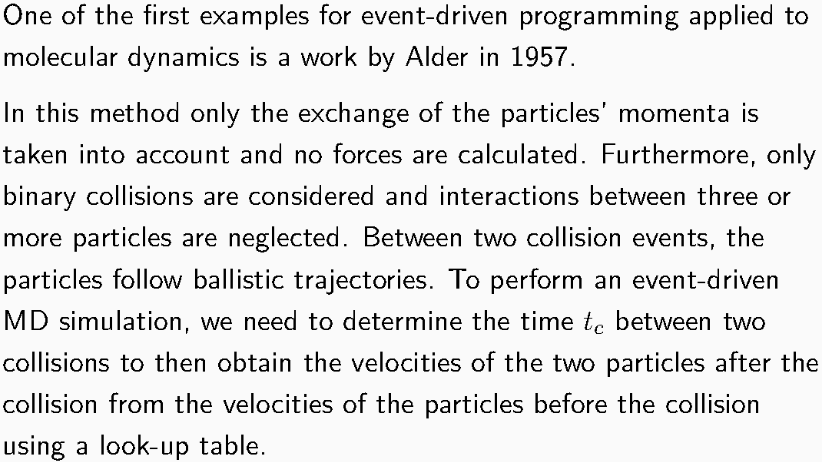 One of the first examples for event-driven programming applied to
molecular dynamics is a work by Alder in 1957.
In this method only the exchange of the particles' momenta is
taken into account and no forces are calculated. Furthermore, only
binary collisions are considered and interactions between three or
more particles are neglected. Between two collision events, the
particles follow ballistic trajectories. To perform an event-driven
MD simulation, we need to determine the time t_c between two
collisions to then obtain the velocities of the two particles after the
collision from the velocities of the particles before the collision
using a look-up table.